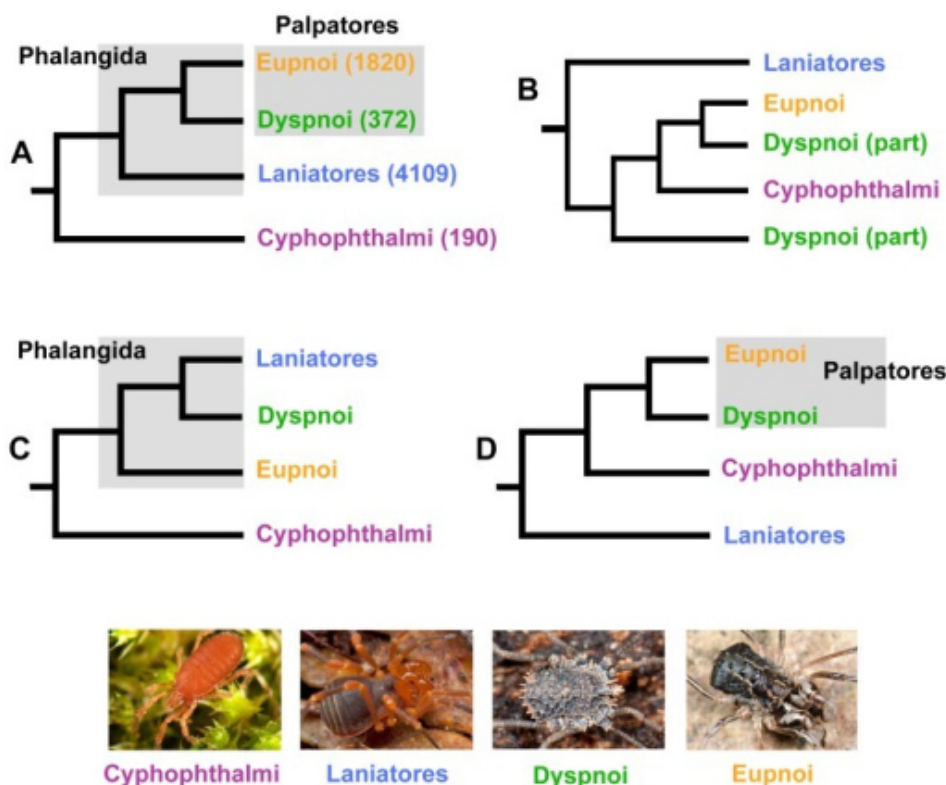 Palpatores
Phalangida
Eupnoi (1820)
Dyspnoi (372)
A
Laniatores (4109)
Cyphophthalmi (190)
B
Laniatores
Eupnoi
Dyspnoi (part)
Cyphophthalmi
Dyspnoi (part)
Phalangida
Laniatores
Dyspnoi
C
Eupnoi
Cyphophthalmi
Eupnoi
Palpatores
Dyspnoi
D
Cyphophthalmi
Laniatores
Cyphophthalmi
Laniatores
Dyspnoi
Eupnoi